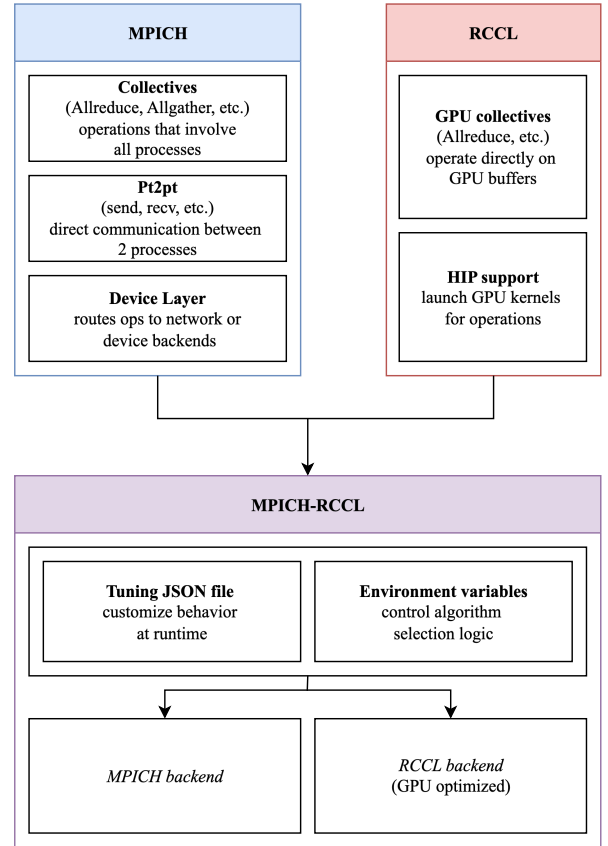 MPICH
Collectives
(Allreduce, Allgather, etc.)
operations that involve
all processes
Pt2pt
(send, recv, etc.)
direct communication between
2 processes
Device Layer
routes ops to network or
device backends
RCCL
GPU collectives
(Allreduce, etc.)
operate directly on
GPU buffers
HIP support
launch GPU kernels
for operations
MPICH-RCCL
Tuning JSON file
customize behavior
at runtime
Environment variables
control algorithm
selection logic
MPICH backend
RCCL backend
(GPU optimized)